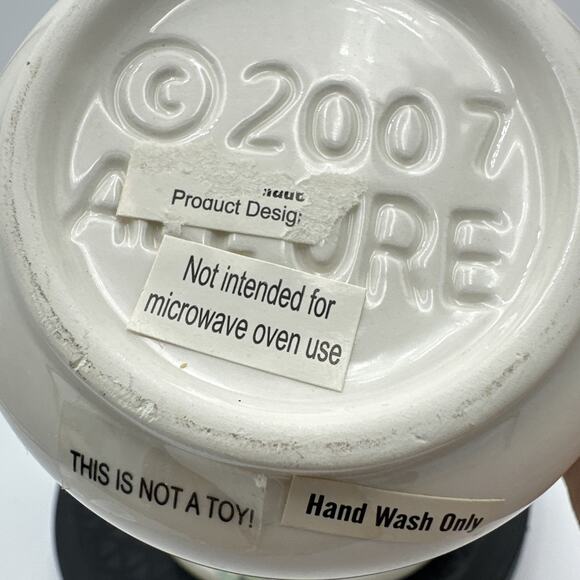 © 2007
Product Desig
Not intended for
microwave oven use
THIS IS NOT A TOY!
Hand Wash Only